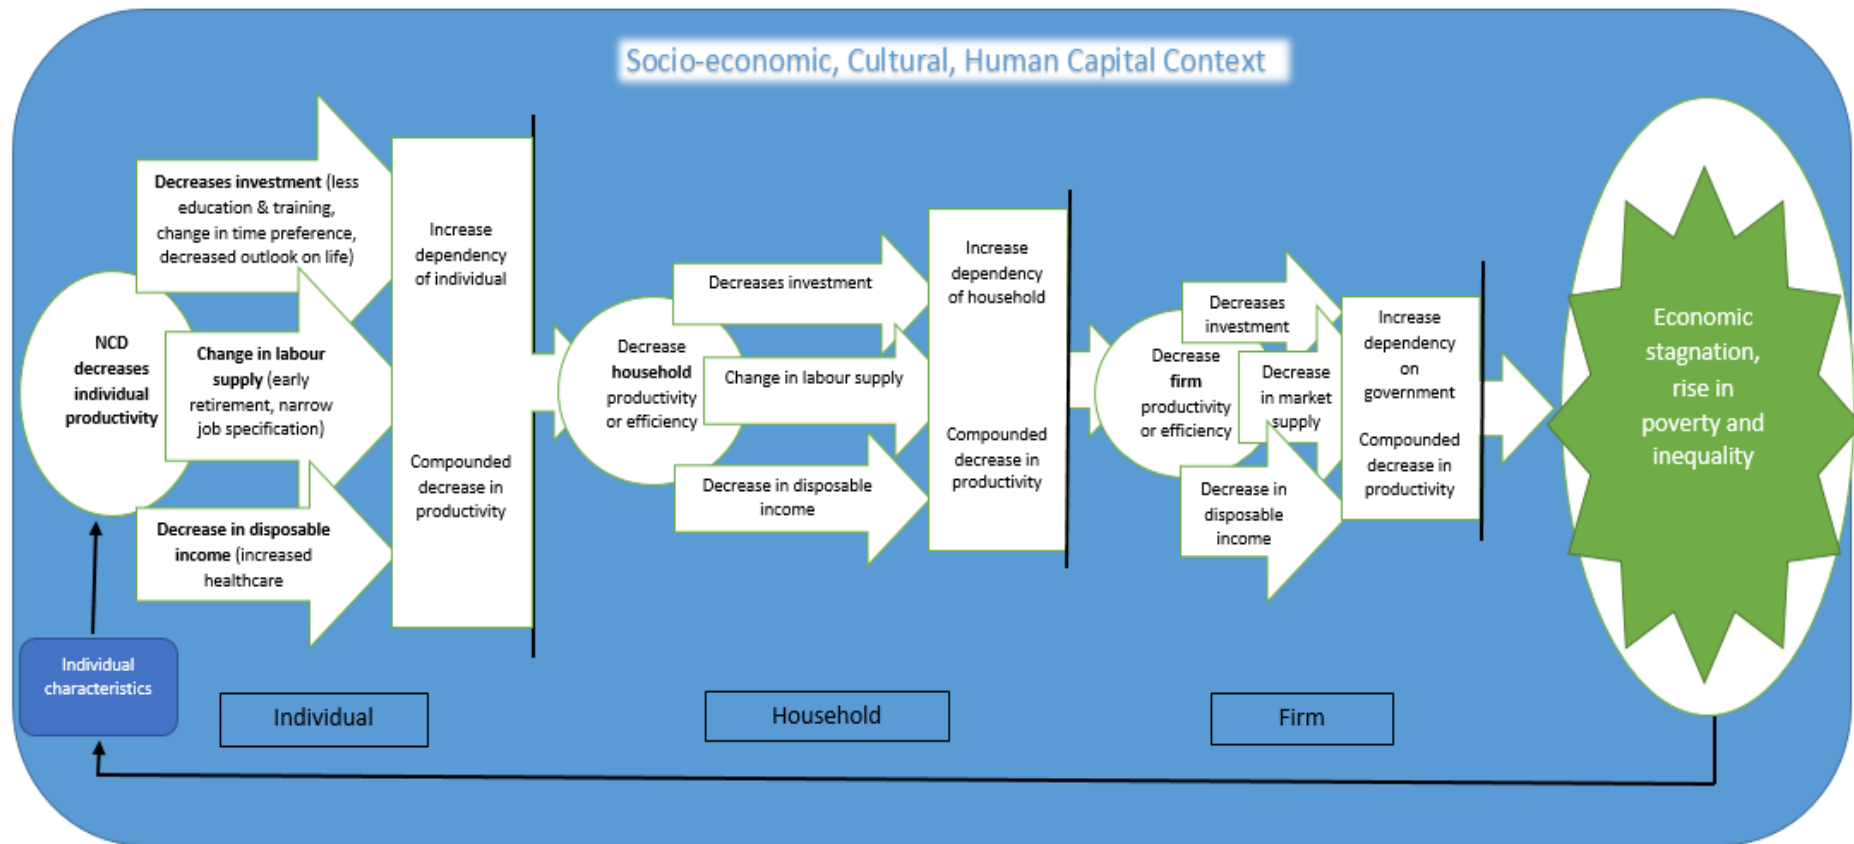 Socio-economic, Cultural, Human Capital Context
Decreases investment (less
education & training,
change in time preference,
decreased outlook on life)
NCD
decreases
individual
productivity
Change in labour
supply (early
retirement, narrow
job specification)
Decrease in disposable
income (increased
healthcare
Increase
dependency
of individual
Compounded
decrease in
productivity
Individual
characteristics
Individual
Decrease
household
productivity
or efficiency
Decreases investment
Change in labour supply
Decrease in disposable
income
Increase
dependency
of household
Compounded
decrease in
productivity
Household
Decrease
firm
productivity
or efficiency
Decreases
investment
Decrease
in market
supply
Decrease in
disposable
income
Increase
dependency
on
government
Compounded
decrease in
productivity
Firm
Economic
stagnation,
rise in
poverty and
inequality